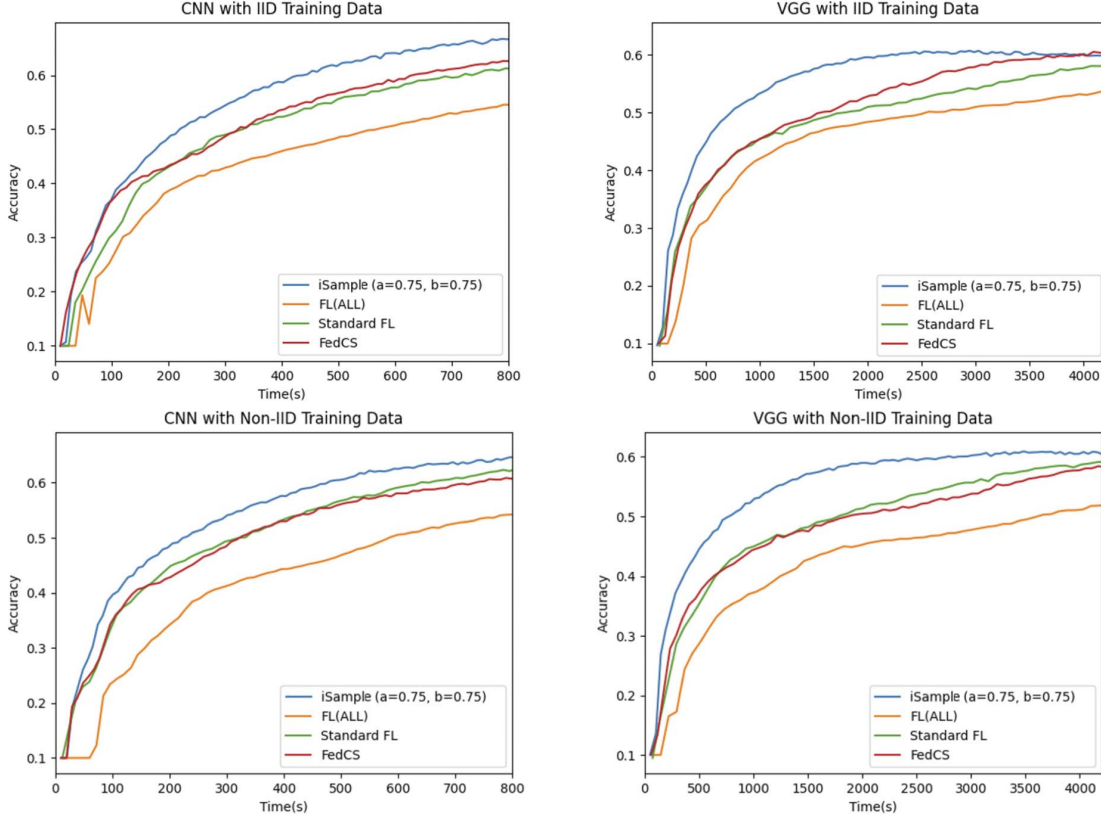 CNN with IID Training Data
0.6
0.5
0.4
0.3
0.2
0.1
Accuracy
iSample (a=0.75, b=0.75)
FL(ALL)
Standard FL
FedCS
0 100 200 300 400 500 600 700 800
Time(s)
VGG with IID Training Data
0.6
0.5
0.4
0.3
0.2
0.1
Accuracy
iSample (a=0.75, b=0.75)
FL(ALL)
Standard FL
FedCS
0 500 1000 1500 2000 2500 3000 3500 4000
Time(s)
CNN with Non-IID Training Data
0.6
0.5
0.4
0.3
0.2
0.1
Accuracy
iSample (a=0.75, b=0.75)
FL(ALL)
Standard FL
FedCS
0 100 200 300 400 500 600 700 800
Time(s)
VGG with Non-IID Training Data
0.6
0.5
0.4
0.3
0.2
0.1
Accuracy
iSample (a=0.75, b=0.75)
FL(ALL)
Standard FL
FedCS
0 500 1000 1500 2000 2500 3000 3500 4000
Time(s)